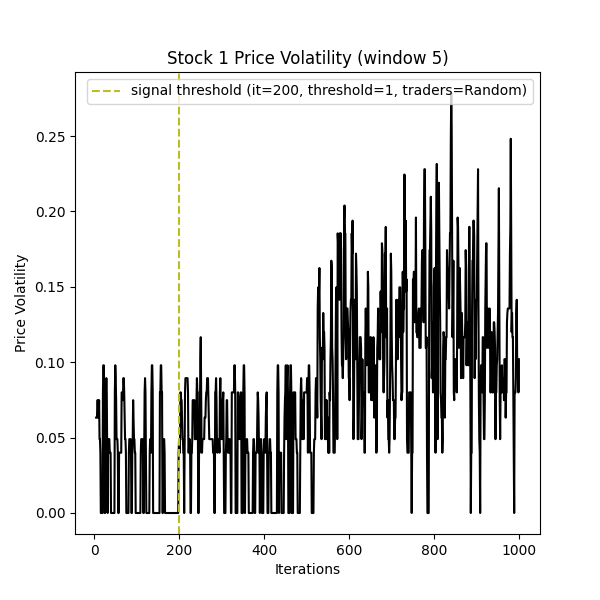 Stock 1 Price Volatility (window 5)
signal threshold (it=200, threshold=1, traders=Random)
0.25
0.20
0.15
0.10
0.05
0.00
Price Volatility
0 200 400 600 800 1000
Iterations